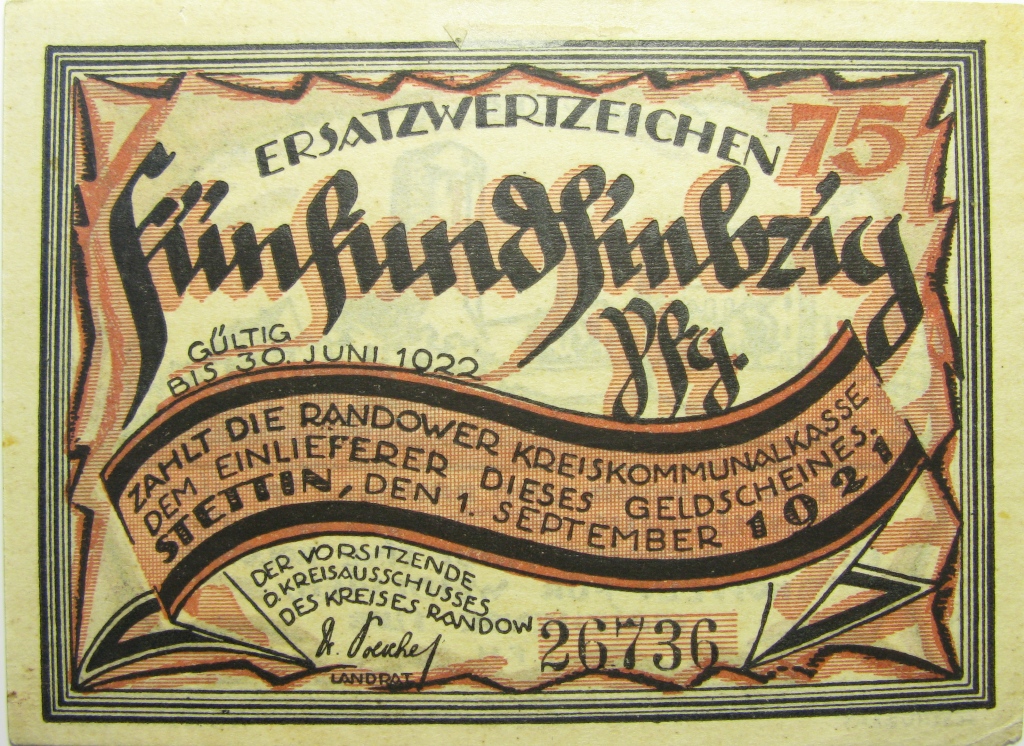 ERSATZWERTZEICHEN
75
Fünfundsiebzig
Pfg.
GÜLTIG
BIS 30. JUNI 1922
ZAHLT DIE RANDOWER KREISKOMMUNALKASSE
DEM EINLIEFERER DIESES GELDSCHEINES.
STETTIN, DEN 1. SEPTEMBER 1921
DER VORSITZENDE
D. KREISAUSSCHUSSES
DES KREISES RANDOW
26736
LANDRAT